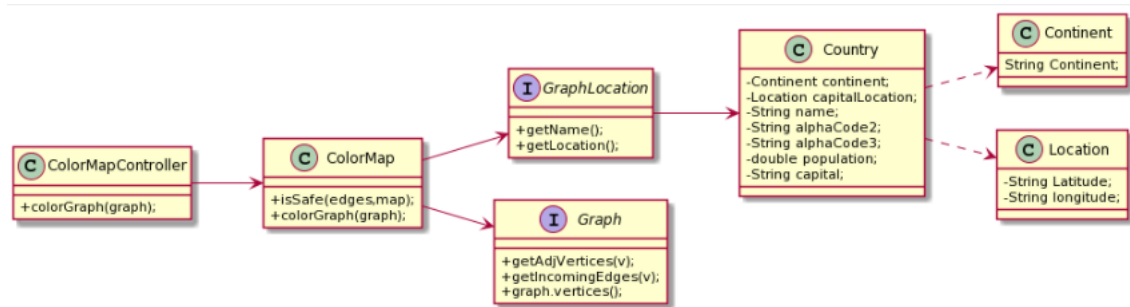 C ColorMapController
+colorGraph(graph);
C ColorMap
+isSafe(edges,map);
+colorGraph(graph);
I GraphLocation
+getName();
+getLocation();
I Graph
+getAdjVertices(v);
+getIncomingEdges(v);
+graph.vertices();
C Country
-Continent continent;
-Location capitalLocation;
-String name;
-String alphaCode2;
-String alphaCode3;
-double population;
-String capital;
C Continent
String Continent;
C Location
-String Latitude;
-String longitude;